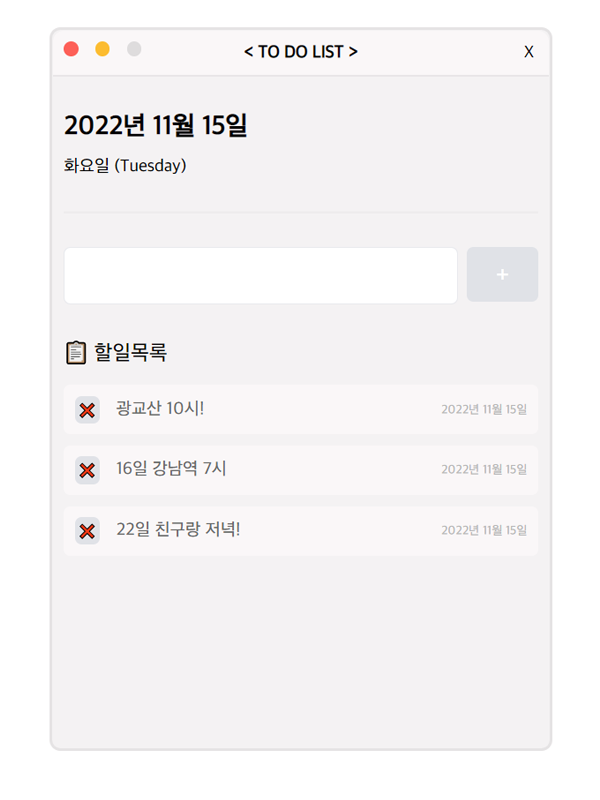 < TO DO LIST > X
2022년 11월 15일
화요일 (Tuesday)
+
할일목록
광교산 10시! 2022년 11월 15일
16일 강남역 7시 2022년 11월 15일
22일 친구랑 저녁! 2022년 11월 15일